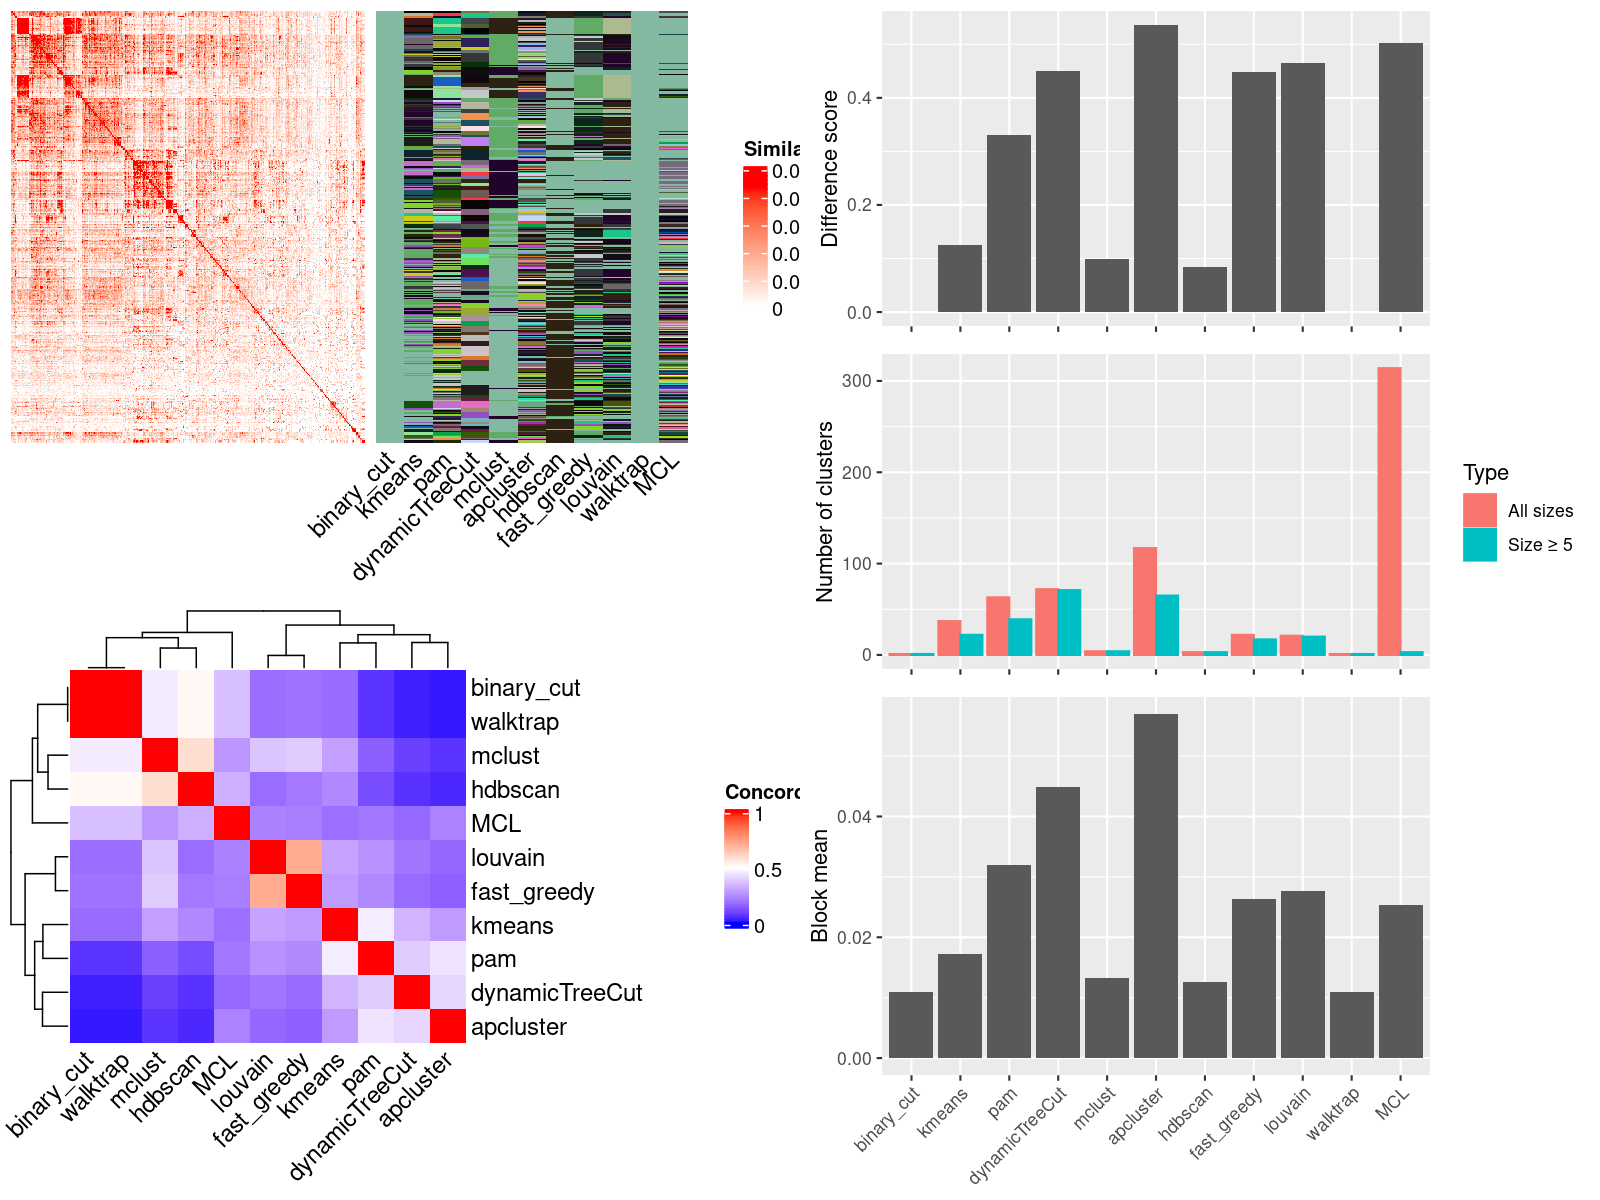 Simila
0.0
0.0
0.0
0.0
0.0
0
binary_cut
kmeans
pam
dynamicTreeCut
mclust
apcluster
hdbscan
fast_greedy
louvain
walktrap
MCL
binary_cut
walktrap
mclust
hdbscan
MCL
louvain
fast_greedy
kmeans
pam
dynamicTreeCut
apcluster
binary_cut
walktrap
mclust
hdbscan
MCL
louvain
fast_greedy
kmeans
pam
dynamicTreeCut
apcluster
Concord
1
0.5
0
Difference score
0.4
0.2
0.0
Number of clusters
300
200
100
0
Type
All sizes
Size ≥ 5
Block mean
0.04
0.02
0.00
binary_cut
kmeans
pam
dynamicTreeCut
mclust
apcluster
hdbscan
fast_greedy
louvain
walktrap
MCL